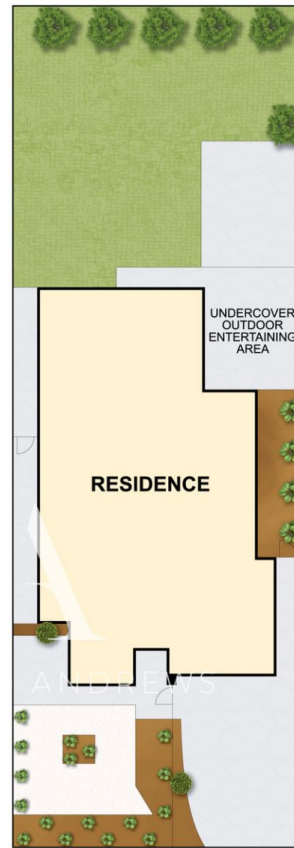 UNDERCOVER
OUTDOOR
ENTERTAINING
AREA
RESIDENCE
A
ANDREWS